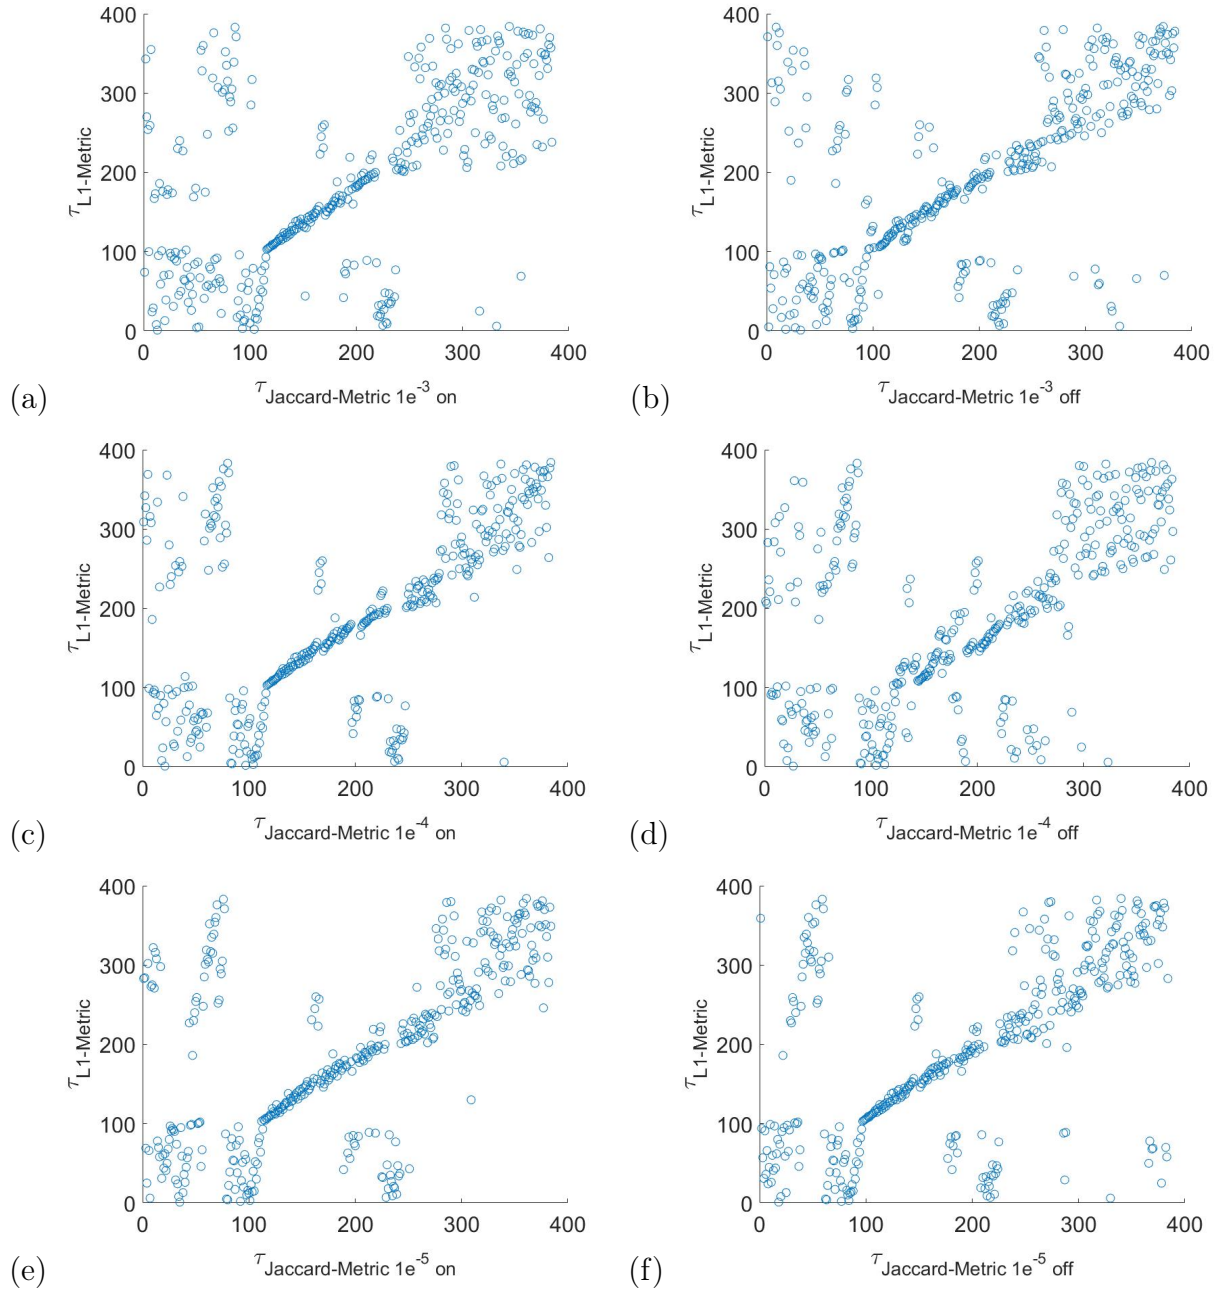 400
300
200
100
0
τL1-Metric
0 100 200 300 400
τJaccard-Metric 1e-3 on
(a)
400
300
200
100
0
τL1-Metric
0 100 200 300 400
τJaccard-Metric 1e-3 off
(b)
400
300
200
100
0
τL1-Metric
0 100 200 300 400
τJaccard-Metric 1e-4 on
(c)
400
300
200
100
0
τL1-Metric
0 100 200 300 400
τJaccard-Metric 1e-4 off
(d)
400
300
200
100
0
τL1-Metric
0 100 200 300 400
τJaccard-Metric 1e-5 on
(e)
400
300
200
100
0
τL1-Metric
0 100 200 300 400
τJaccard-Metric 1e-5 off
(f)